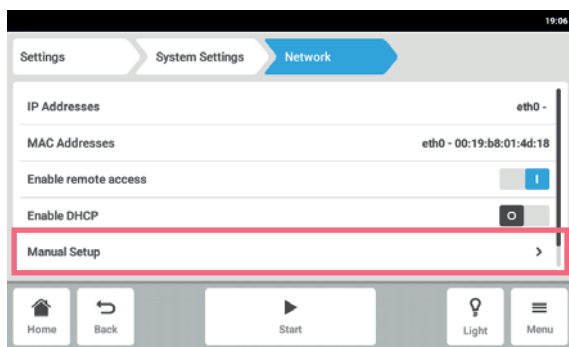 19:06
Settings System Settings Network
IP Addresses eth0 -
MAC Addresses eth0 - 00:19:b8:01:4d:18
Enable remote access I
Enable DHCP O
Manual Setup >
Home Back Start Light Menu